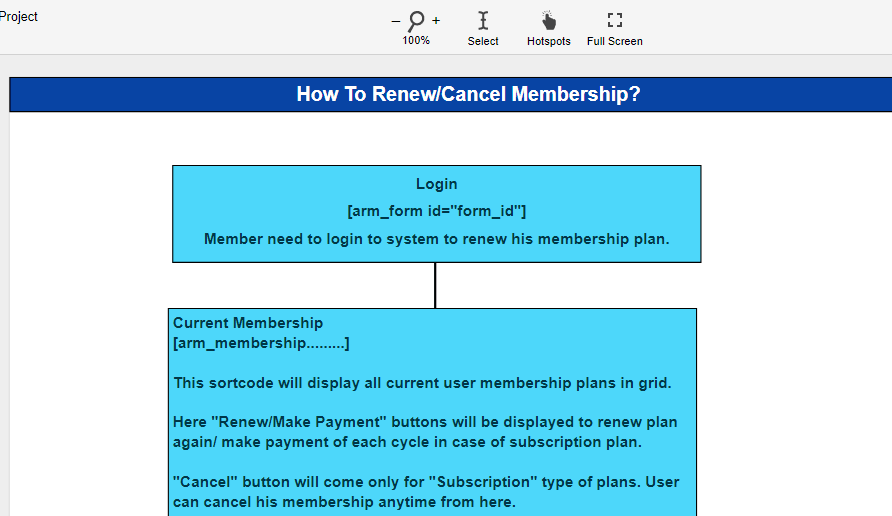 Project
– +
100%
Select
Hotspots
Full Screen
How To Renew/Cancel Membership?
Login
[arm_form id="form_id"]
Member need to login to system to renew his membership plan.
Current Membership
[arm_membership.........]
This sortcode will display all current user membership plans in grid.
Here "Renew/Make Payment" buttons will be displayed to renew plan
again/ make payment of each cycle in case of subscription plan.
"Cancel" button will come only for "Subscription" type of plans. User
can cancel his membership anytime from here.